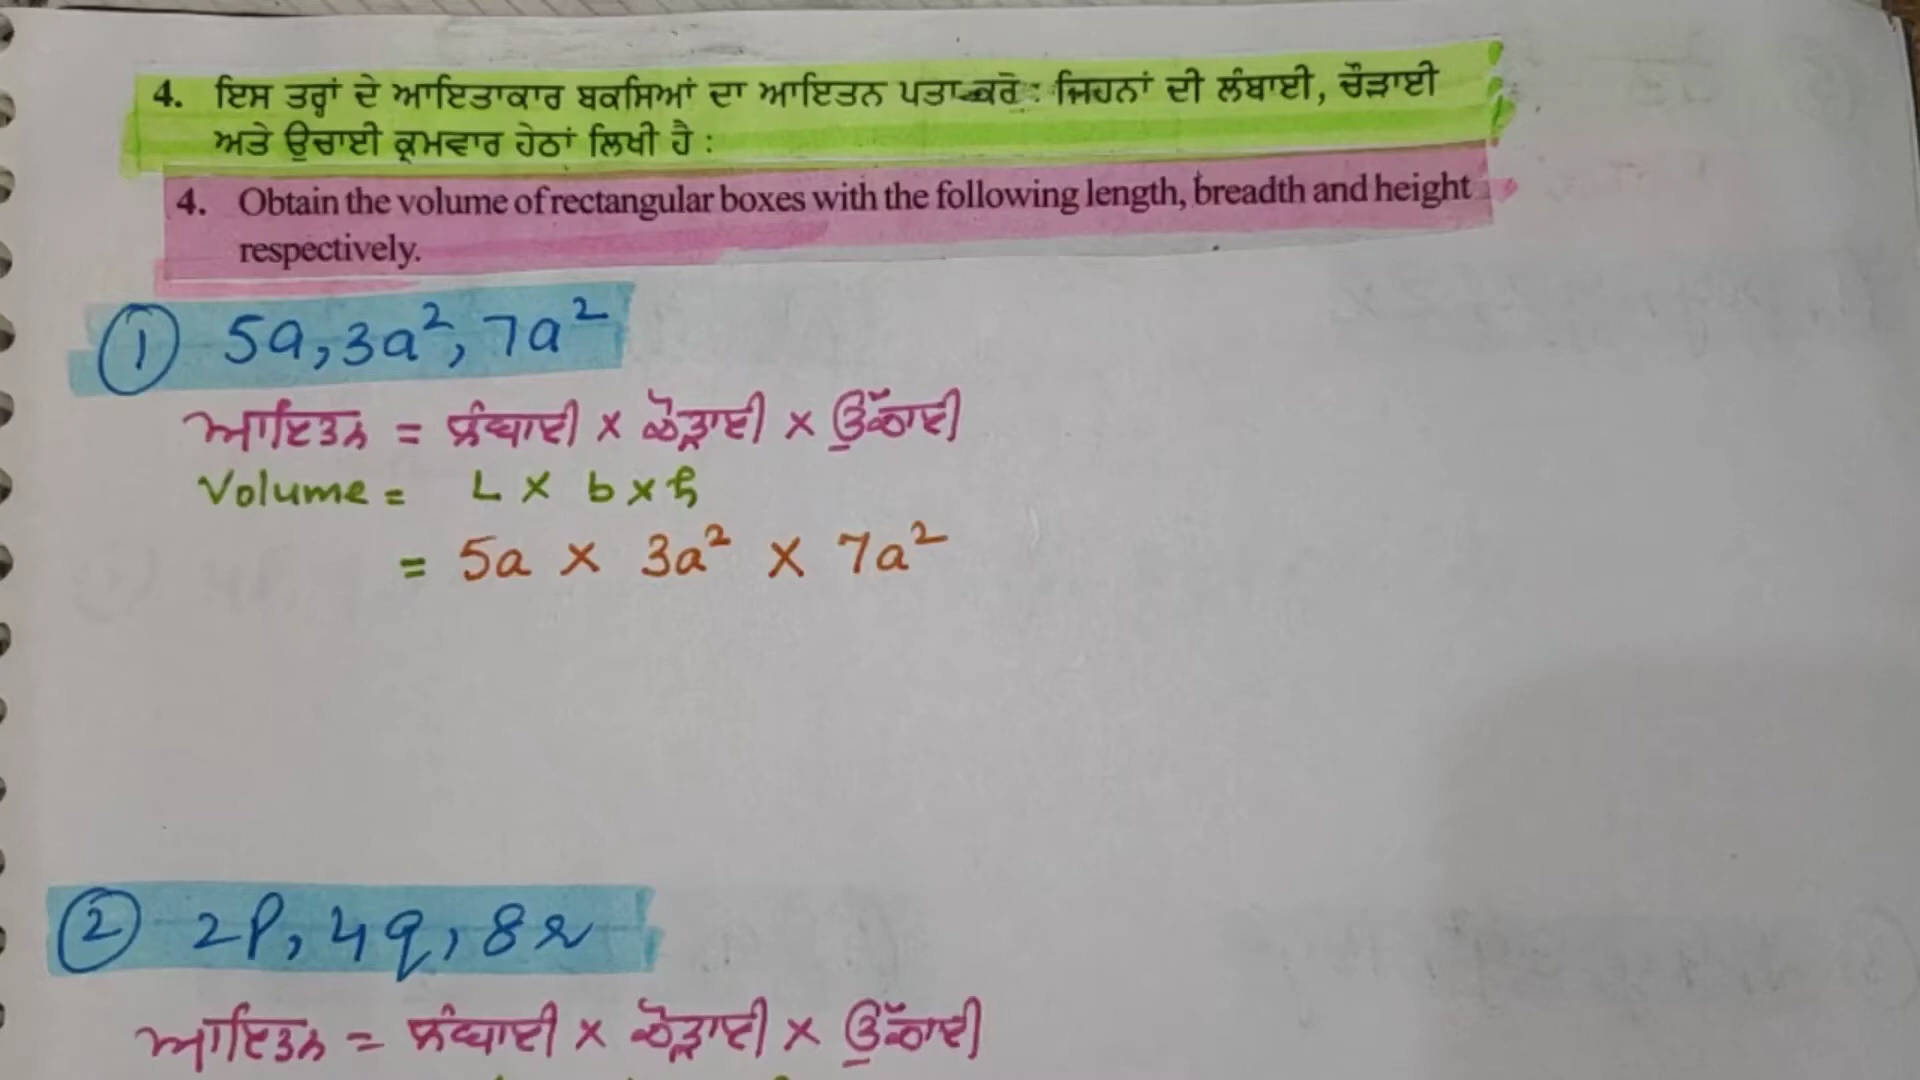 4. ਇਸ ਤਰ੍ਹਾਂ ਦੇ ਆਇਤਾਕਾਰ ਬਕਸਿਆਂ ਦਾ ਆਇਤਨ ਪਤਾ ਕਰੋ : ਜਿਹਨਾਂ ਦੀ ਲੰਬਾਈ, ਚੌੜਾਈ
ਅਤੇ ਉਚਾਈ ਕ੍ਰਮਵਾਰ ਹੇਠਾਂ ਲਿਖੀ ਹੈ :
4. Obtain the volume of rectangular boxes with the following length, breadth and height
respectively.
① 5a, 3a², 7a²
ਆਇਤਨ = ਲੰਬਾਈ × ਚੌੜਾਈ × ਉੱਚਾਈ
Volume = L × b × h
= 5a × 3a² × 7a²
② 2p, 4q, 8r
ਆਇਤਨ = ਲੰਬਾਈ × ਚੌੜਾਈ × ਉੱਚਾਈ